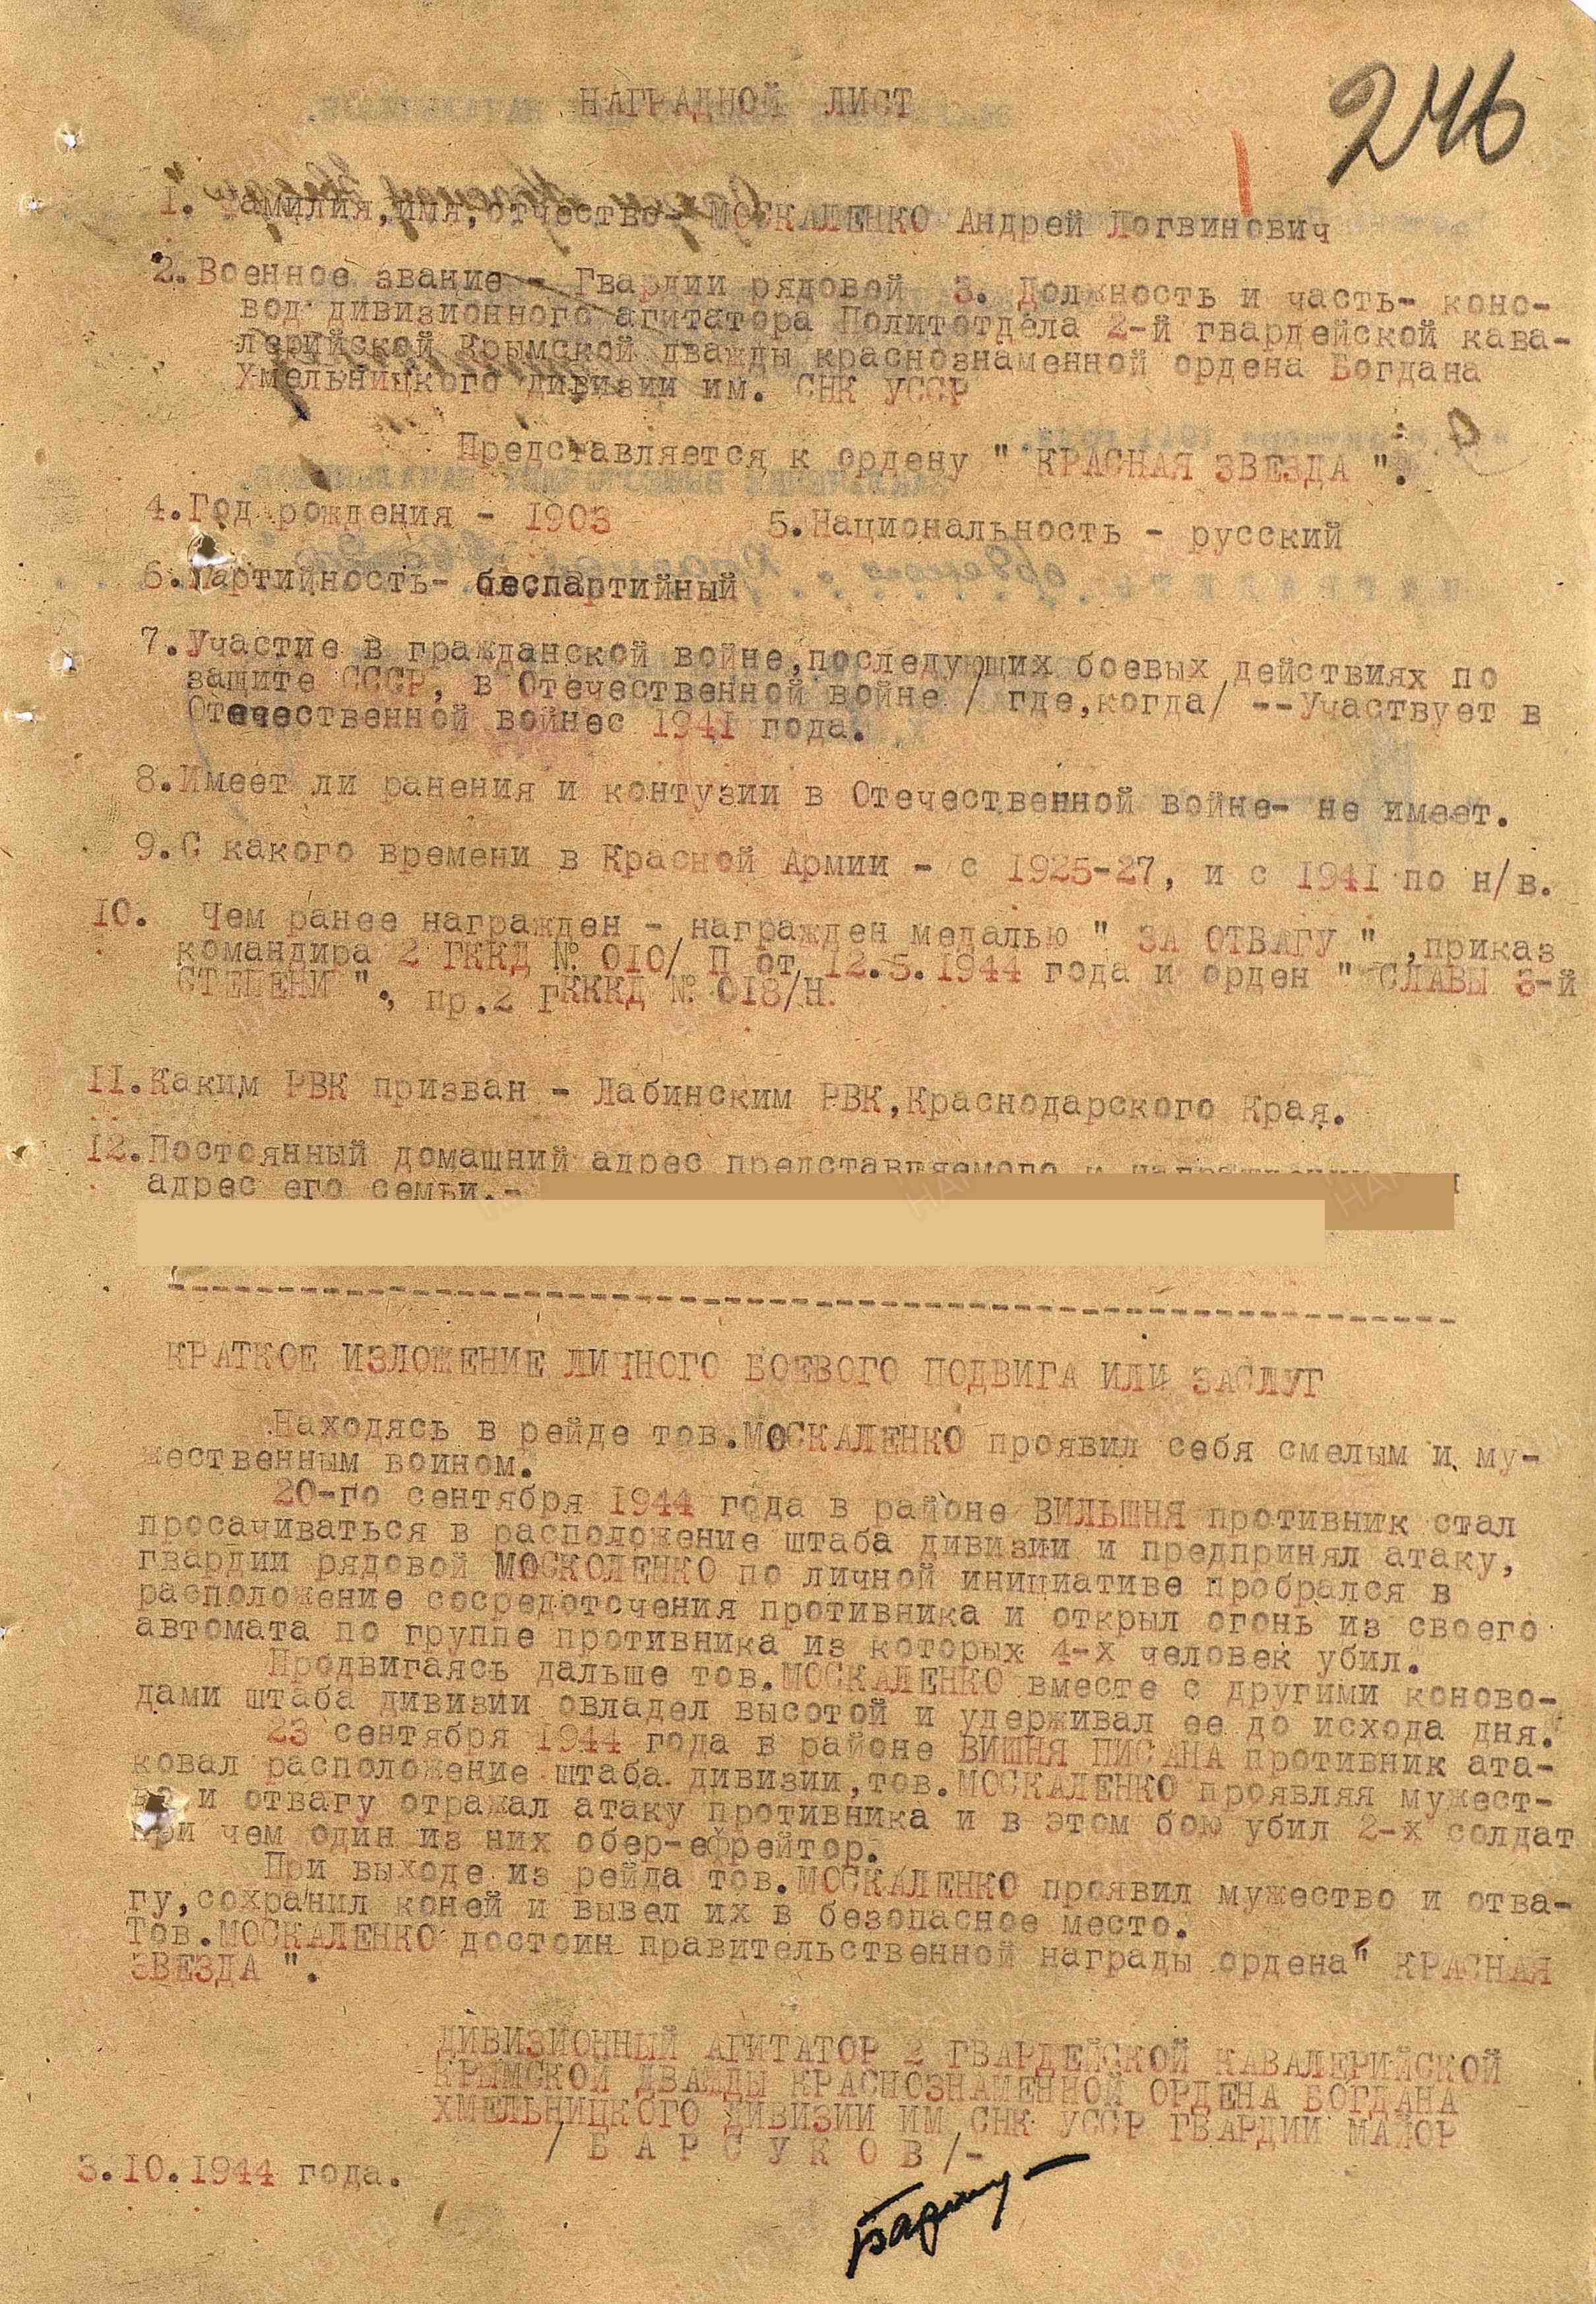 246
НАГРАДНОЙ ЛИСТ
1. Фамилия,имя,отчество- МОСКАЛЕНКО Андрей Логвинович
2. Военное звание - Гвардии рядовой 3. Должность и часть- коно-
вод дивизионного агитатора Политотдела 2-й гвардейской кава-
лерийской Крымской дважды краснознаменной ордена Богдана
Хмельницкого дивизии им. СНК УССР
Представляется к ордену " КРАСНАЯ ЗВЕЗДА ".
4.Год рождения - 1903 5.Национальность - русский
6.Партийность- беспартийный
7.Участие в гражданской войне,последующих боевых действиях по
защите СССР, в Отечественной войне / где,когда/ --Участвует в
Отечественной войнес 1941 года.
8.Имеет ли ранения и контузии в Отечественной войне- не имеет.
9.С какого времени в Красной Армии - с 1925-27, и с 1941 по н/в.
10. Чем ранее награжден - награжден медалью " ЗА ОТВАГУ " ,приказ
командира 2 ГККД № 010/ П от 12.5.1944 года и орден " СЛАВЫ 3-й
СТЕПЕНИ ", пр.2 ГКККД № 018/Н.
11.Каким РВК призван - Лабинским РВК,Краснодарского Края.
12.Постоянный домашний адрес представляемого к
адрес его семьи.-
КРАТКОЕ ИЗЛОЖЕНИЕ ЛИЧНОГО БОЕВОГО ПОДВИГА ИЛИ ЗАСЛУГ
Находясь в рейде тов.МОСКАЛЕНКО проявил себя смелым и му-
жественным воином.
20-го сентября 1944 года в районе ВИЛЬШНЯ противник стал
просачиваться в расположение штаба дивизии и предпринял атаку,
гвардии рядовой МОСКОЛЕНКО по личной инициативе пробрался в
расположение сосредоточения противника и открыл огонь из своего
автомата по группе противника из которых 4-х человек убил.
Продвигаясь дальше тов.МОСКАЛЕНКО вместе с другими коново-
дами штаба дивизии овладел высотой и удерживал ее до исхода дня.
23 сентября 1944 года в районе ВИШНЯ ПИСАНА противник ата-
ковал расположение штаба дивизии,тов.МОСКАЛЕНКО проявляя мужест-
во и отвагу отражал атаку противника и в этом бою убил 2-х солдат
при чем один из них обер-ефрейтор.
При выходе из рейда тов.МОСКАЛЕНКО проявил мужество и отва-
гу,сохранил коней и вывел их в безопасное место.
Тов.МОСКАЛЕНКО достоин правительственной награды ордена" КРАСНАЯ
ЗВЕЗДА ".
ДИВИЗИОННЫЙ АГИТАТОР 2 ГВАРДЕЙСКОЙ КАВАЛЕРИЙСКОЙ
КРЫМСКОЙ ДВАЖДЫ КРАСНОЗНАМЕННОЙ ОРДЕНА БОГДАНА
ХМЕЛЬНИЦКОГО ДИВИЗИИ ИМ.СНК УССР ГВАРДИИ МАЙОР
/ Б А Р С У К О В /-
3.10.1944 года.